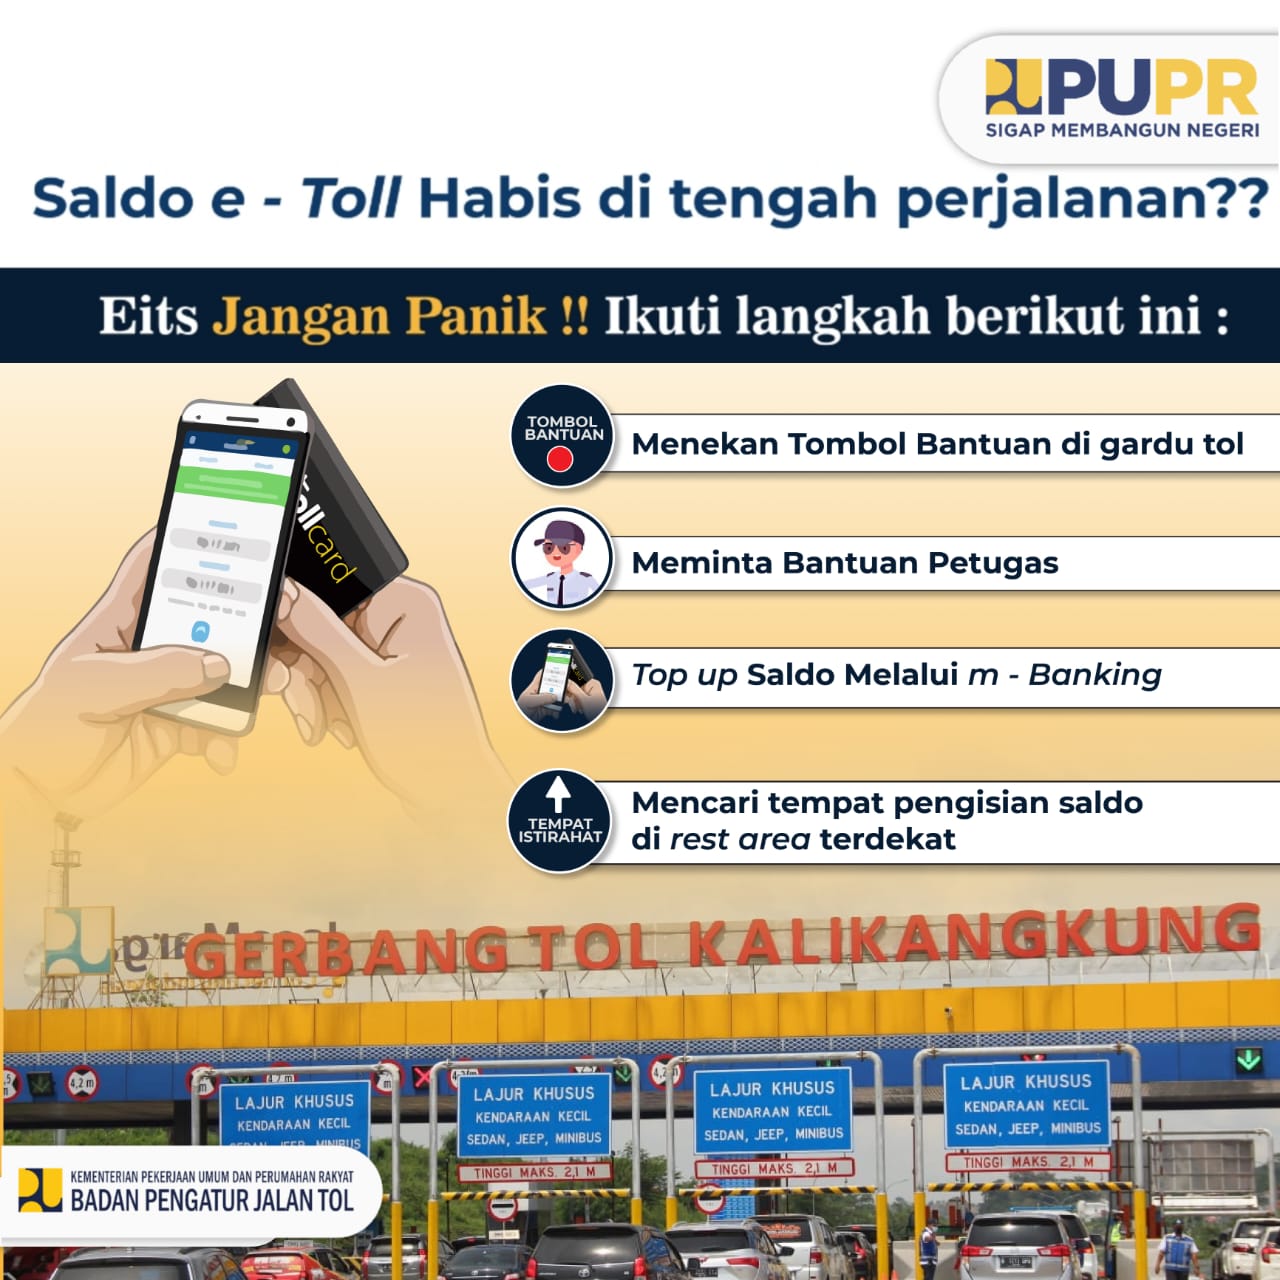 PUPR
SIGAP MEMBANGUN NEGERI
Saldo e - Toll Habis di tengah perjalanan??
Eits Jangan Panik !! Ikuti langkah berikut ini :
TOMBOL
BANTUAN
Menekan Tombol Bantuan di gardu tol
Meminta Bantuan Petugas
Top up Saldo Melalui m - Banking
TEMPAT
ISTIRAHAT
Mencari tempat pengisian saldo
di rest area terdekat
card
GERBANG TOL KALIKANGKUNG
4,2 m
LAJUR KHUSUS
KENDARAAN KECIL
SEDAN, JEEP, MINIBUS
LAJUR KHUSUS
KENDARAAN KECIL
SEDAN, JEEP, MINIBUS
TINGGI MAKS. 2,1 M
LAJUR KHUSUS
KENDARAAN KECIL
SEDAN, JEEP, MINIBUS
TINGGI MAKS. 2,1 M
LAJUR KHUSUS
KENDARAAN KECIL
SEDAN, JEEP, MINIBUS
TINGGI MAKS. 2,1 M
KEMENTERIAN PEKERJAAN UMUM DAN PERUMAHAN RAKYAT
BADAN PENGATUR JALAN TOL